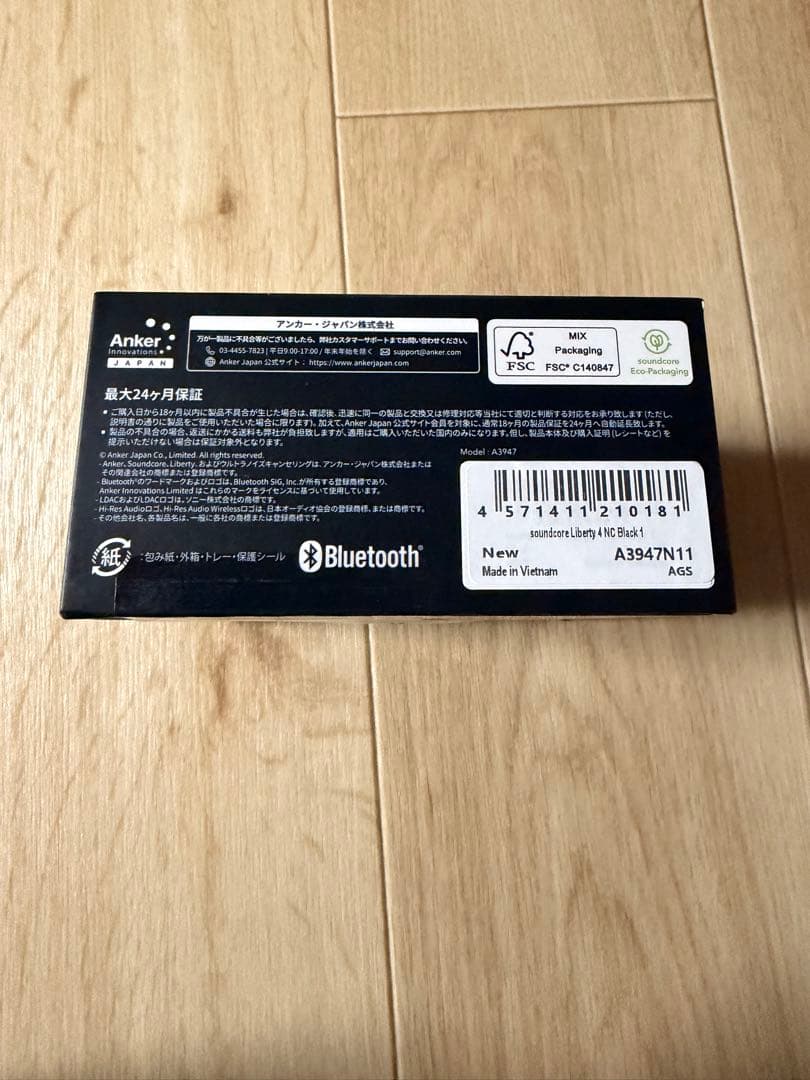 Anker
Innovations
JAPAN
アンカー・ジャパン株式会社
万が一製品に不具合等がございましたら、弊社カスタマーサポートまでお問い合わせください。
03-4455-7823 | 平日9:00-17:00 / 年末年始を除く support@anker.com
Anker Japan 公式サイト: https://www.ankerjapan.com
FSC
MIX
Packaging
FSC® C140847
soundcore
Eco-Packaging
最大24ヶ月保証
• ご購入日から18ヶ月以内に製品不具合が生じた場合は、確認後、迅速に同一の製品と交換又は修理対応等当社にて適切と判断する対応をお承り致します (ただし、
説明書の通りに製品をご使用いただいた場合に限ります)。加えて、Anker Japan 公式サイト会員を対象に、通常18ヶ月の製品保証を24ヶ月へ自動延長致します。
• 製品の不具合の場合、返送にかかる送料も弊社が負担致しますが、適用はご購入いただいた国内のみになります。但し、製品本体及び購入証明 (レシートなど) を
提示いただけない場合は保証対象外となります。
© Anker Japan Co., Limited. All rights reserved.
- Anker、Soundcore、Liberty、およびウルトラノイズキャンセリングは、アンカー・ジャパン株式会社または
その関連会社の商標または登録商標です。
- Bluetooth®のワードマークおよびロゴは、Bluetooth SIG, Inc.が所有する登録商標であり、
Anker Innovations Limited はこれらのマークをライセンスに基づいて使用しています。
- LDACおよびLDACロゴは、ソニー株式会社の商標です。
- Hi-Res Audioロゴ、Hi-Res Audio Wirelessロゴは、日本オーディオ協会の登録商標、または商標です。
- その他会社名、各製品名は、一般に各社の商標または登録商標です。
Model : A3947
4 571411 210181
soundcore Liberty 4 NC Black 1
New A3947N11
Made in Vietnam AGS
紙 :包み紙・外箱・トレー・保護シール
Bluetooth®